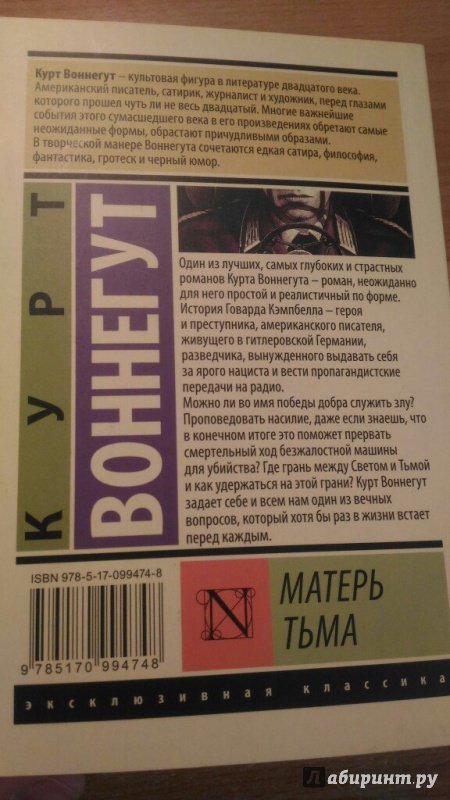 Курт Воннегут – культовая фигура в литературе двадцатого века.
Американский писатель, сатирик, журналист и художник, перед глазами
которого прошел чуть ли не весь двадцатый. Многие важнейшие
события этого сумасшедшего века в его произведениях обретают самые
неожиданные формы, обрастают причудливыми образами.
В творческой манере Воннегута сочетаются едкая сатира, философия,
фантастика, гротеск и черный юмор.
КУРТ
ВОННЕГУТ
Один из лучших, самых глубоких и страстных
романов Курта Воннегута – роман, неожиданно
для него простой и реалистичный по форме.
История Говарда Кэмпбелла – героя
и преступника, американского писателя,
живущего в гитлеровской Германии,
разведчика, вынужденного выдавать себя
за ярого нациста и вести пропагандистские
передачи на радио.
Можно ли во имя победы добра служить злу?
Проповедовать насилие, даже если знаешь, что
в конечном итоге это поможет прервать
смертельный ход безжалостной машины
для убийства? Где грань между Светом и Тьмой
и как удержаться на этой грани? Курт Воннегут
задает себе и всем нам один из вечных
вопросов, который хотя бы раз в жизни встает
перед каждым.
ISBN 978-5-17-099474-8
9 785170 994748
N
МАТЕРЬ
ТЬМА
эксклюзивная классика
Лабиринт.ру